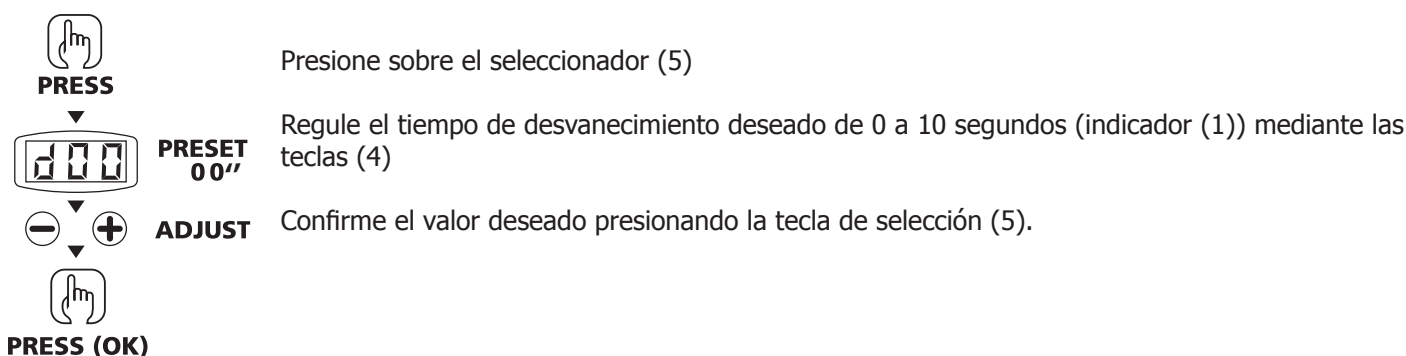 PRESS
Presione sobre el seleccionador (5)
d00
PRESET
00"
Regule el tiempo de desvanecimiento deseado de 0 a 10 segundos (indicador (1)) mediante las
teclas (4)
ADJUST
Confirme el valor deseado presionando la tecla de selección (5).
PRESS (OK)